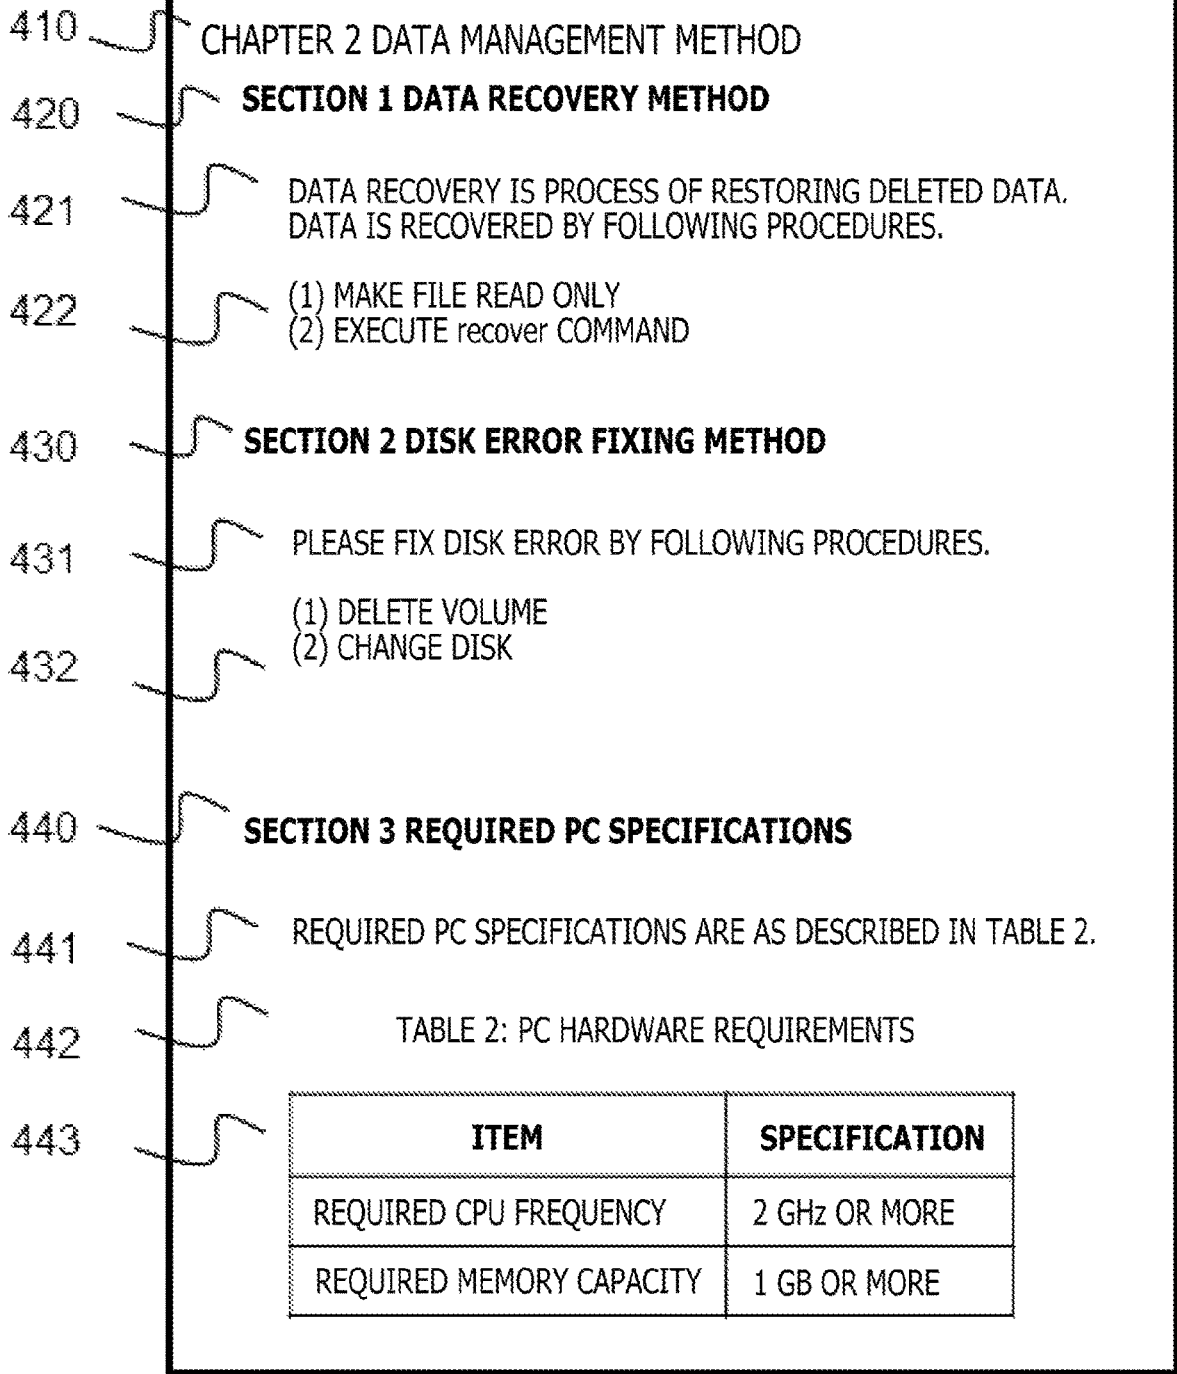 410
CHAPTER 2 DATA MANAGEMENT METHOD
420
SECTION 1 DATA RECOVERY METHOD
421
DATA RECOVERY IS PROCESS OF RESTORING DELETED DATA.
DATA IS RECOVERED BY FOLLOWING PROCEDURES.
422
(1) MAKE FILE READ ONLY
(2) EXECUTE recover COMMAND
430
SECTION 2 DISK ERROR FIXING METHOD
431
PLEASE FIX DISK ERROR BY FOLLOWING PROCEDURES.
(1) DELETE VOLUME
(2) CHANGE DISK
432
440
SECTION 3 REQUIRED PC SPECIFICATIONS
441
REQUIRED PC SPECIFICATIONS ARE AS DESCRIBED IN TABLE 2.
442
TABLE 2: PC HARDWARE REQUIREMENTS
443
ITEM SPECIFICATION
REQUIRED CPU FREQUENCY 2 GHz OR MORE
REQUIRED MEMORY CAPACITY 1 GB OR MORE